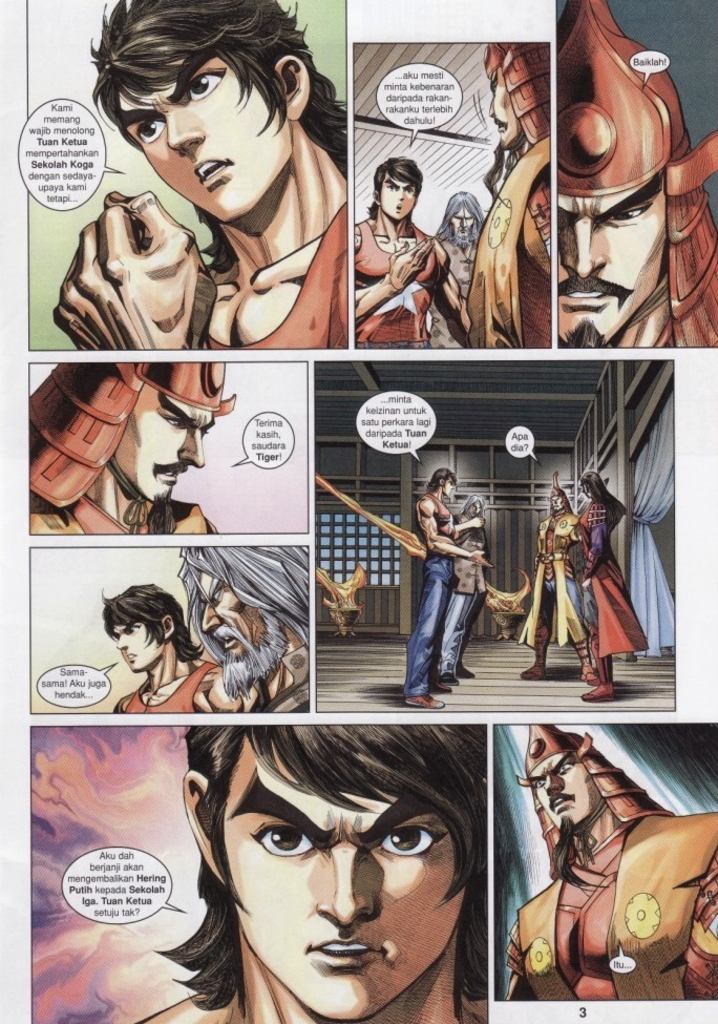 Kami
memang
wajib menolong
Tuan Ketua
mempertahankan
Sekolah Koga
dengan sedaya-
upaya kami
tetapi...
...aku mesti
minta kebenaran
daripada rakan-
rakanku terlebih
dahulu!
Baiklah!
Terima
kasih,
saudara
Tiger!
Sama-
sama! Aku juga
hendak...
...minta
keizinan untuk
satu perkara lagi
daripada Tuan
Ketua!
Apa
dia?
Aku dah
berjanji akan
mengembalikan Hering
Putih kepada Sekolah
Iga. Tuan Ketua
setuju tak?
Itu...
3